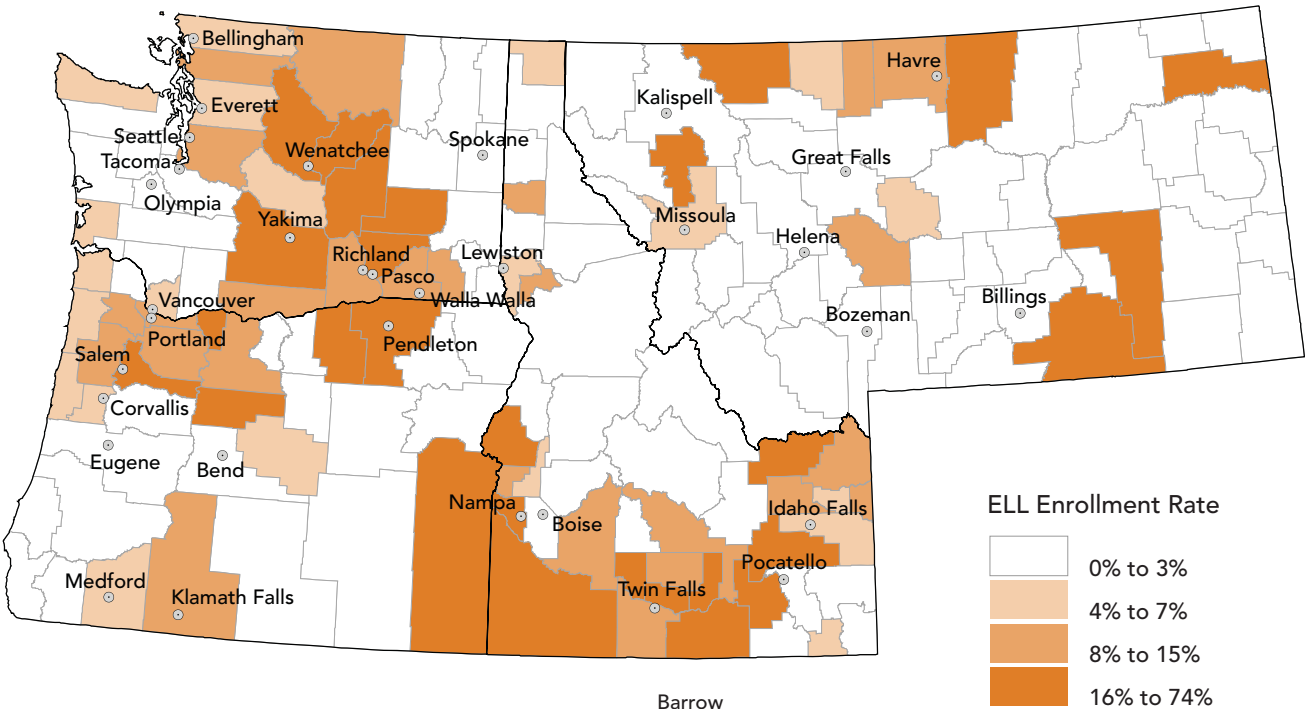 Bellingham
Havre
Kalispell
Everett
Seattle
Spokane
Wenatchee
Tacoma
Great Falls
Olympia
Missoula
Yakima
Helena
Richland
Lewiston
Pasco
Billings
Vancouver
Walla Walla
Bozeman
Portland
Pendleton
Salem
Corvallis
Eugene
Bend
Nampa
Idaho Falls
ELL Enrollment Rate
Boise
0% to 3%
Pocatello
Medford
Twin Falls
Klamath Falls
4% to 7%
8% to 15%
16% to 74%
Barrow